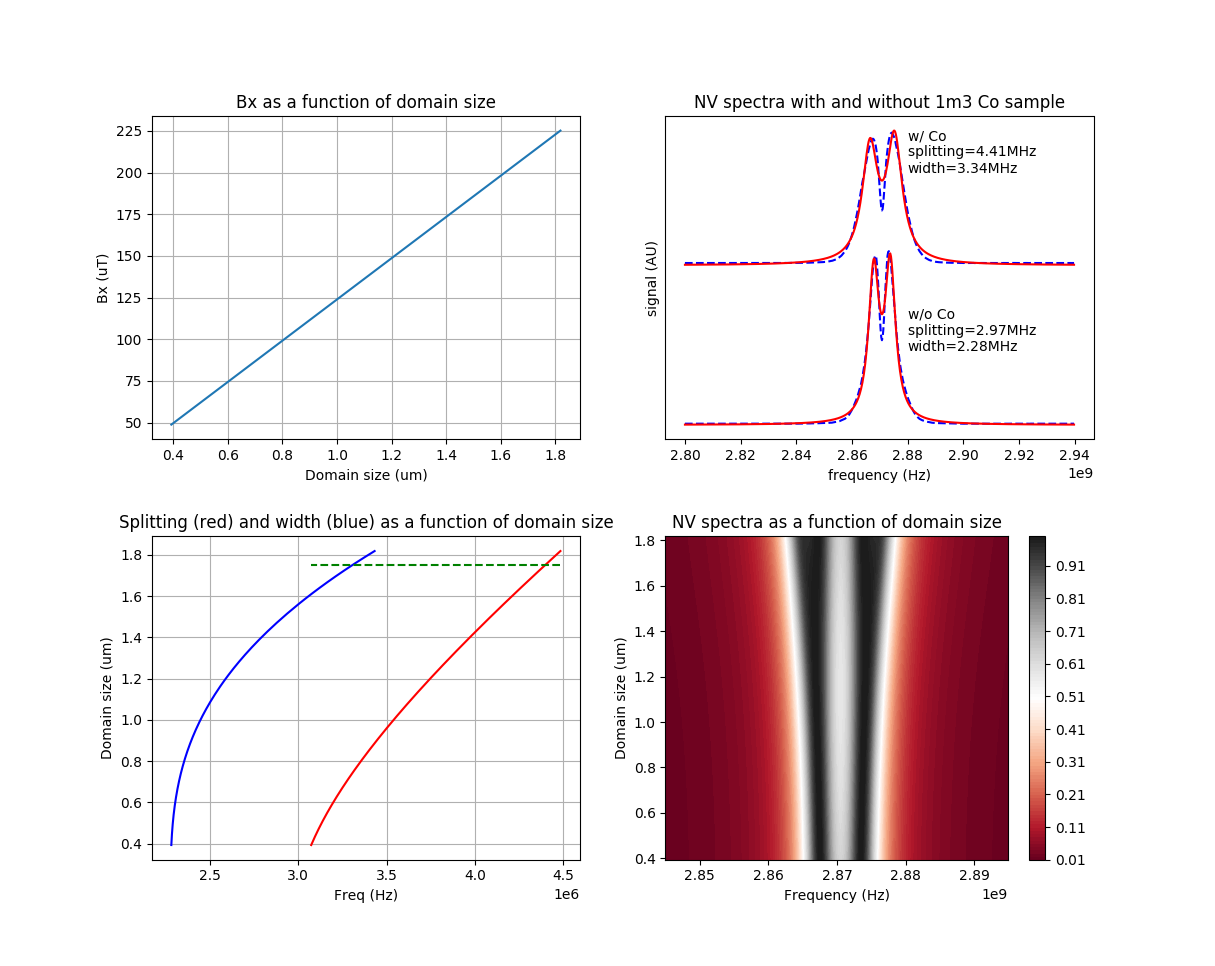 Bx as a function of domain size
225
200
175
150
125
100
75
50
Bx (uT)
0.4 0.6 0.8 1.0 1.2 1.4 1.6 1.8
Domain size (um)
NV spectra with and without 1m3 Co sample
w/ Co
splitting=4.41MHz
width=3.34MHz
w/o Co
splitting=2.97MHz
width=2.28MHz
signal (AU)
2.80 2.82 2.84 2.86 2.88 2.90 2.92 2.94
1e9
frequency (Hz)
Splitting (red) and width (blue) as a function of domain size
1.8
1.6
1.4
1.2
1.0
0.8
0.6
0.4
Domain size (um)
2.5 3.0 3.5 4.0 4.5
1e6
Freq (Hz)
NV spectra as a function of domain size
1.8
1.6
1.4
1.2
1.0
0.8
0.6
0.4
Domain size (um)
2.85 2.86 2.87 2.88 2.89
1e9
Frequency (Hz)
0.91
0.81
0.71
0.61
0.51
0.41
0.31
0.21
0.11
0.01